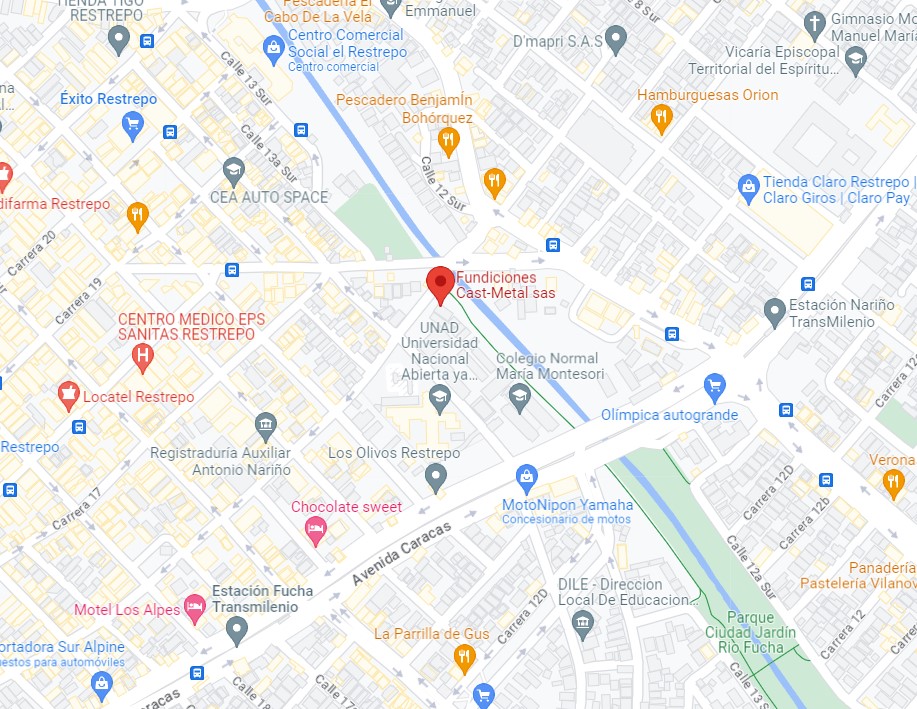 TIENDA TIGO
RESTREPO
Pescadería El
Cabo De La Vela
Emmanuel
Centro Comercial
Social el Restrepo
Centro comercial
D'mapri S.A.S
Gimnasio Mo
Manuel María
Vicaría Episcopal
Territorial del Espíritu...
Calle 8 Sur
Calle 13 Sur
Éxito Restrepo
Pescadero BenjamÍn
Bohórquez
Hamburguesas Orion
Calle 13a Sur
Calle 12 Sur
CEA AUTO SPACE
Tienda Claro Restrepo |
Claro Giros | Claro Pay
difarma Restrepo
Carrera 20
Carrera 19
Fundiciones
Cast-Metal sas
Estación Nariño
TransMilenio
CENTRO MEDICO EPS
SANITAS RESTREPO
UNAD
Universidad
Nacional
Abierta ya...
Colegio Normal
María Montesori
Carrera 12
Locatel Restrepo
Olímpica autogrande
Restrepo
Registraduría Auxiliar
Antonio Nariño
Los Olivos Restrepo
Verona
Carrera 12D
Carrera 12b
Carrera 17
Chocolate sweet
MotoNipon Yamaha
Concesionario de motos
Avenida Caracas
Calle 12a Sur
Panadería
Pastelería Vilanov
Estación Fucha
Transmilenio
DILE - Direccion
Local De Educacion...
Motel Los Alpes
Carrera 12D
Carrera 12
Parque
Ciudad Jardín
Río Fucha
La Parrilla de Gus
ortadora Sur Alpine
uestos para automóviles
Calle 18
Calle 17
Calle 13 Sur
Caracas